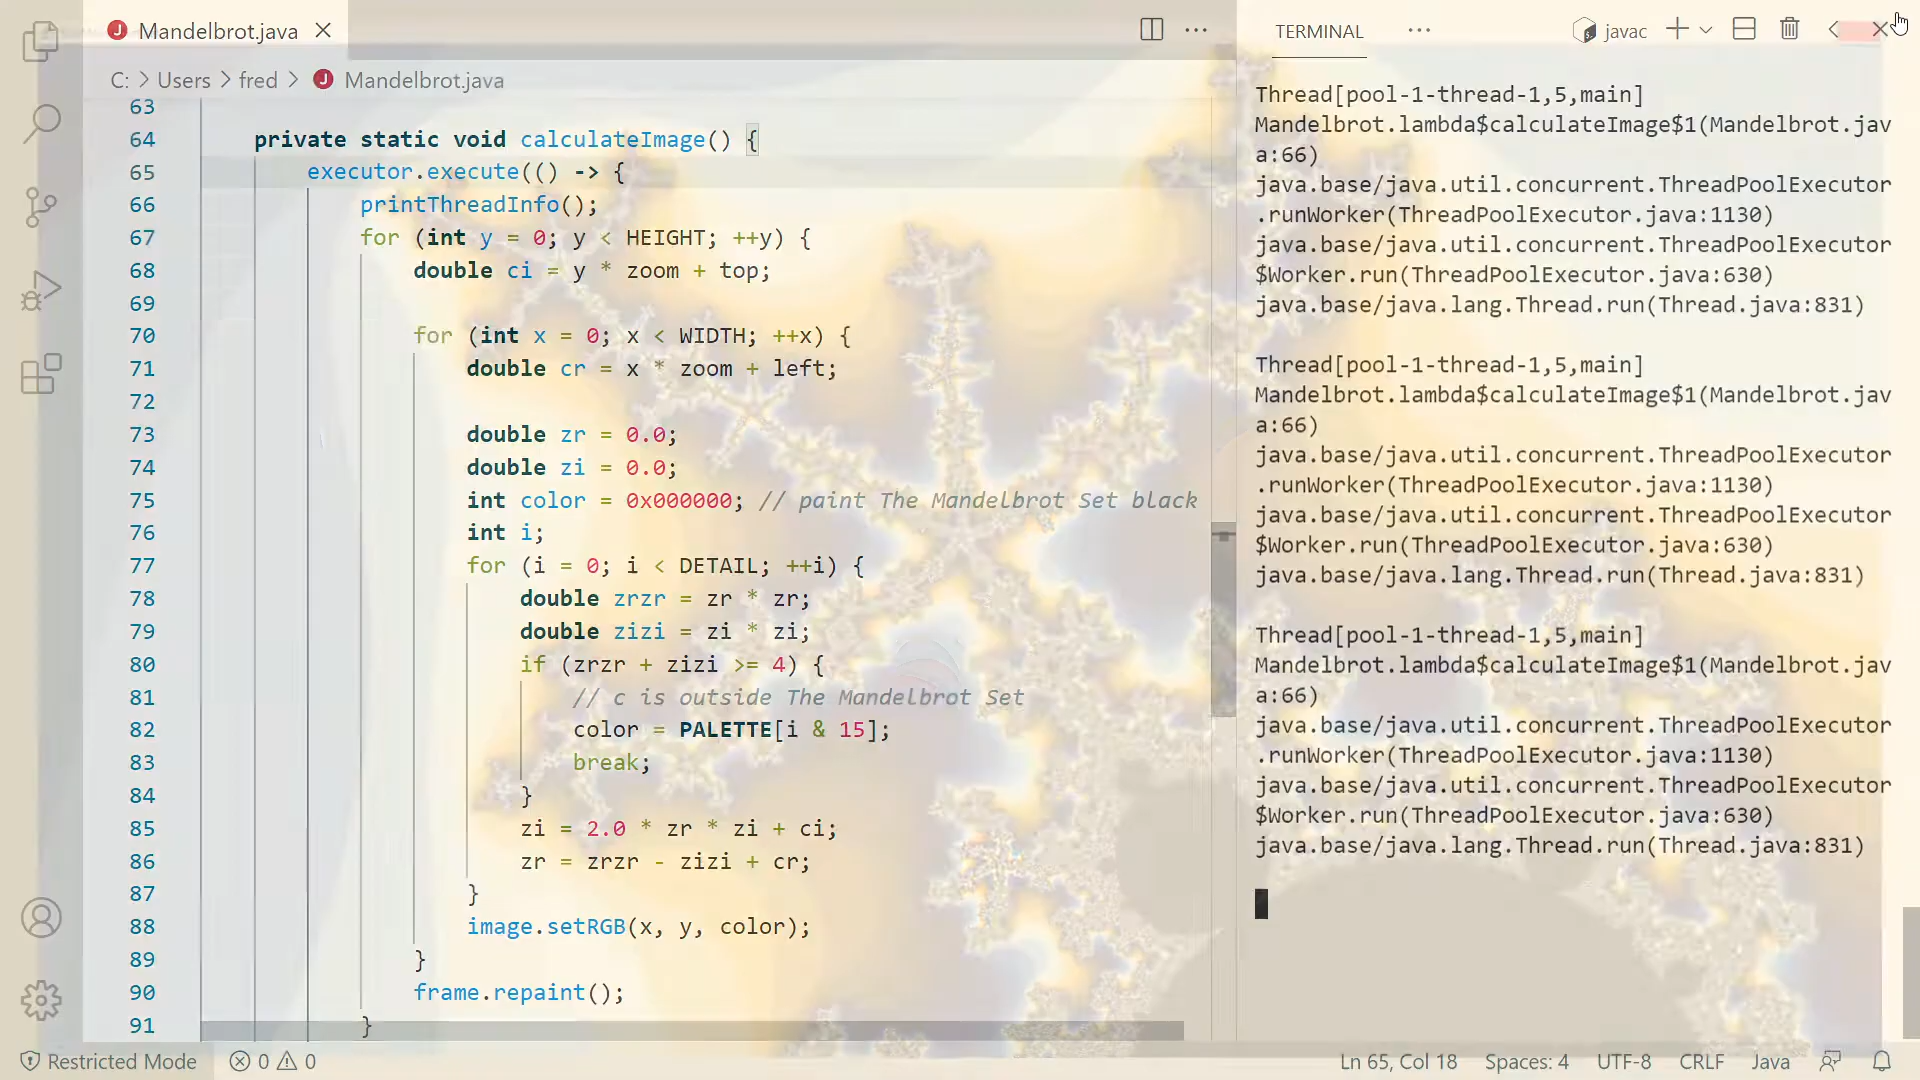 Mandelbrot.java
C: > Users > fred > Mandelbrot.java
63
64 private static void calculateImage() {
65 executor.execute(() -> {
66 printThreadInfo();
67 for (int y = 0; y < HEIGHT; ++y) {
68 double ci = y * zoom + top;
69
70 for (int x = 0; x < WIDTH; ++x) {
71 double cr = x * zoom + left;
72
73 double zr = 0.0;
74 double zi = 0.0;
75 int color = 0x000000; // paint The Mandelbrot Set black
76 int i;
77 for (i = 0; i < DETAIL; ++i) {
78 double zrzr = zr * zr;
79 double zizi = zi * zi;
80 if (zrzr + zizi >= 4) {
81 // c is outside The Mandelbrot Set
82 color = PALETTE[i & 15];
83 break;
84 }
85 zi = 2.0 * zr * zi + ci;
86 zr = zrzr - zizi + cr;
87 }
88 image.setRGB(x, y, color);
89 }
90 frame.repaint();
91 }
TERMINAL
javac
Thread[pool-1-thread-1,5,main]
Mandelbrot.lambda$calculateImage$1(Mandelbrot.jav
a:66)
java.base/java.util.concurrent.ThreadPoolExecutor
.runWorker(ThreadPoolExecutor.java:1130)
java.base/java.util.concurrent.ThreadPoolExecutor
$Worker.run(ThreadPoolExecutor.java:630)
java.base/java.lang.Thread.run(Thread.java:831)
Thread[pool-1-thread-1,5,main]
Mandelbrot.lambda$calculateImage$1(Mandelbrot.jav
a:66)
java.base/java.util.concurrent.ThreadPoolExecutor
.runWorker(ThreadPoolExecutor.java:1130)
java.base/java.util.concurrent.ThreadPoolExecutor
$Worker.run(ThreadPoolExecutor.java:630)
java.base/java.lang.Thread.run(Thread.java:831)
Thread[pool-1-thread-1,5,main]
Mandelbrot.lambda$calculateImage$1(Mandelbrot.jav
a:66)
java.base/java.util.concurrent.ThreadPoolExecutor
.runWorker(ThreadPoolExecutor.java:1130)
java.base/java.util.concurrent.ThreadPoolExecutor
$Worker.run(ThreadPoolExecutor.java:630)
java.base/java.lang.Thread.run(Thread.java:831)
Restricted Mode 0 0 Ln 65, Col 18 Spaces: 4 UTF-8 CRLF Java